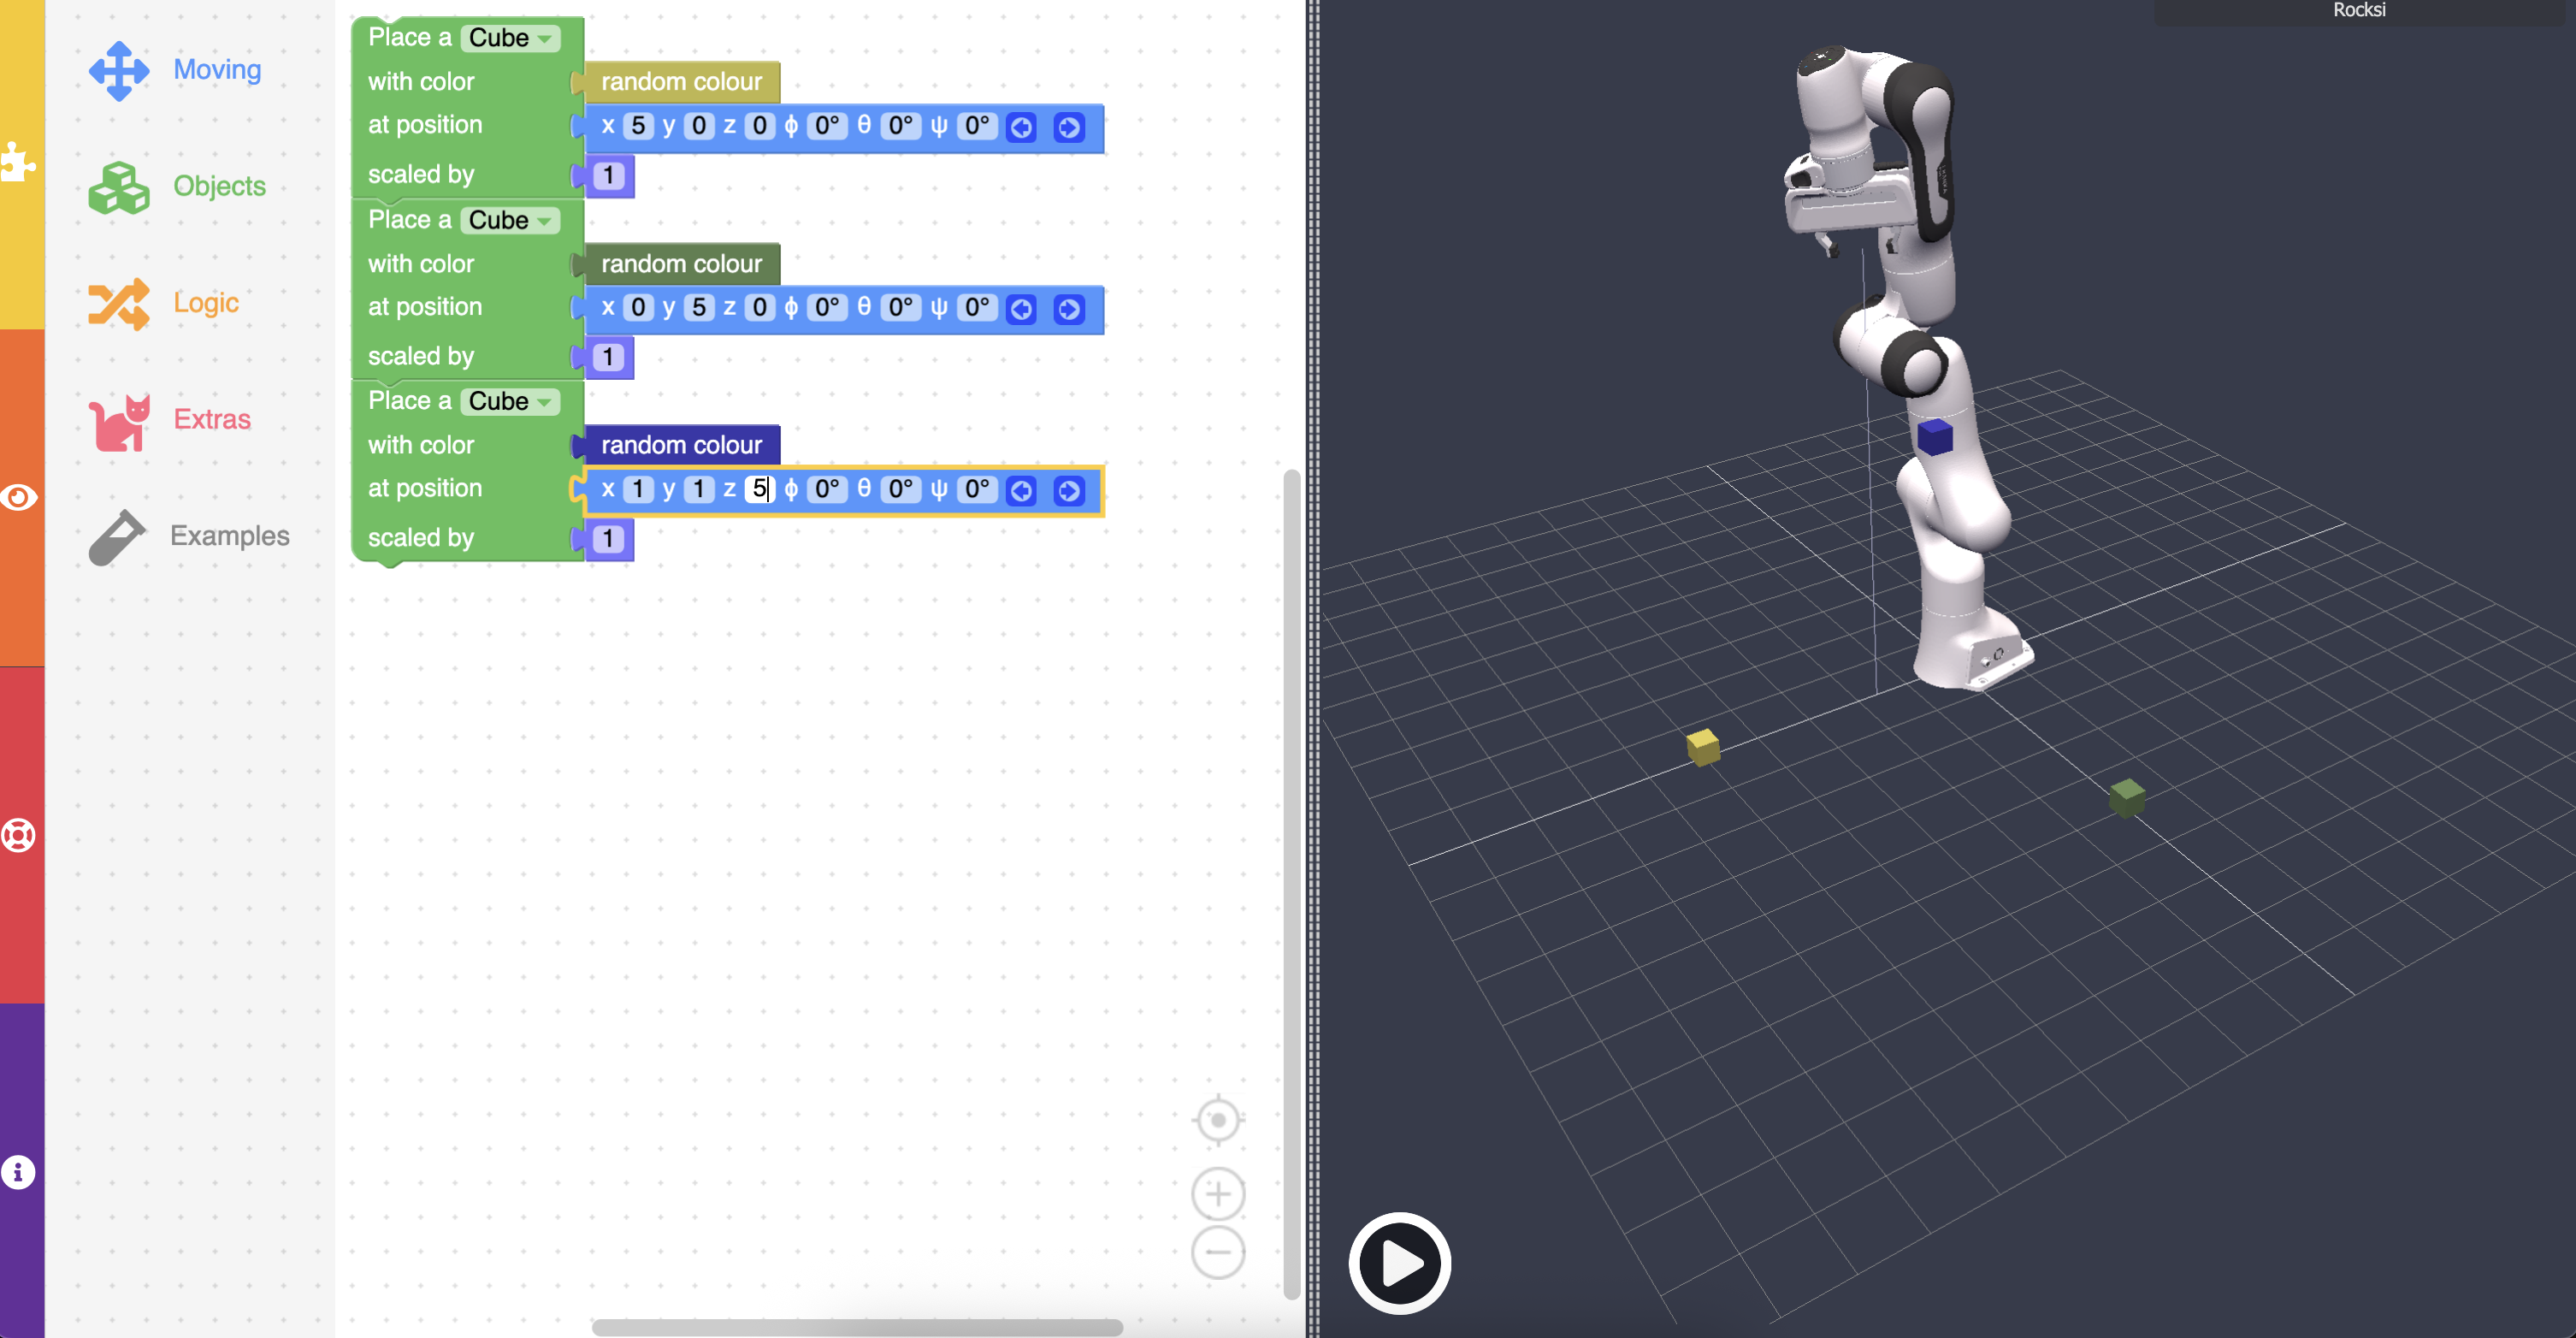 Moving
Objects
Logic
Extras
Examples
Place a Cube
with color random colour
at position x 5 y 0 z 0 ϕ 0° θ 0° ψ 0°
scaled by 1
Place a Cube
with color random colour
at position x 0 y 5 z 0 ϕ 0° θ 0° ψ 0°
scaled by 1
Place a Cube
with color random colour
at position x 1 y 1 z 5 ϕ 0° θ 0° ψ 0°
scaled by 1
Rocksi